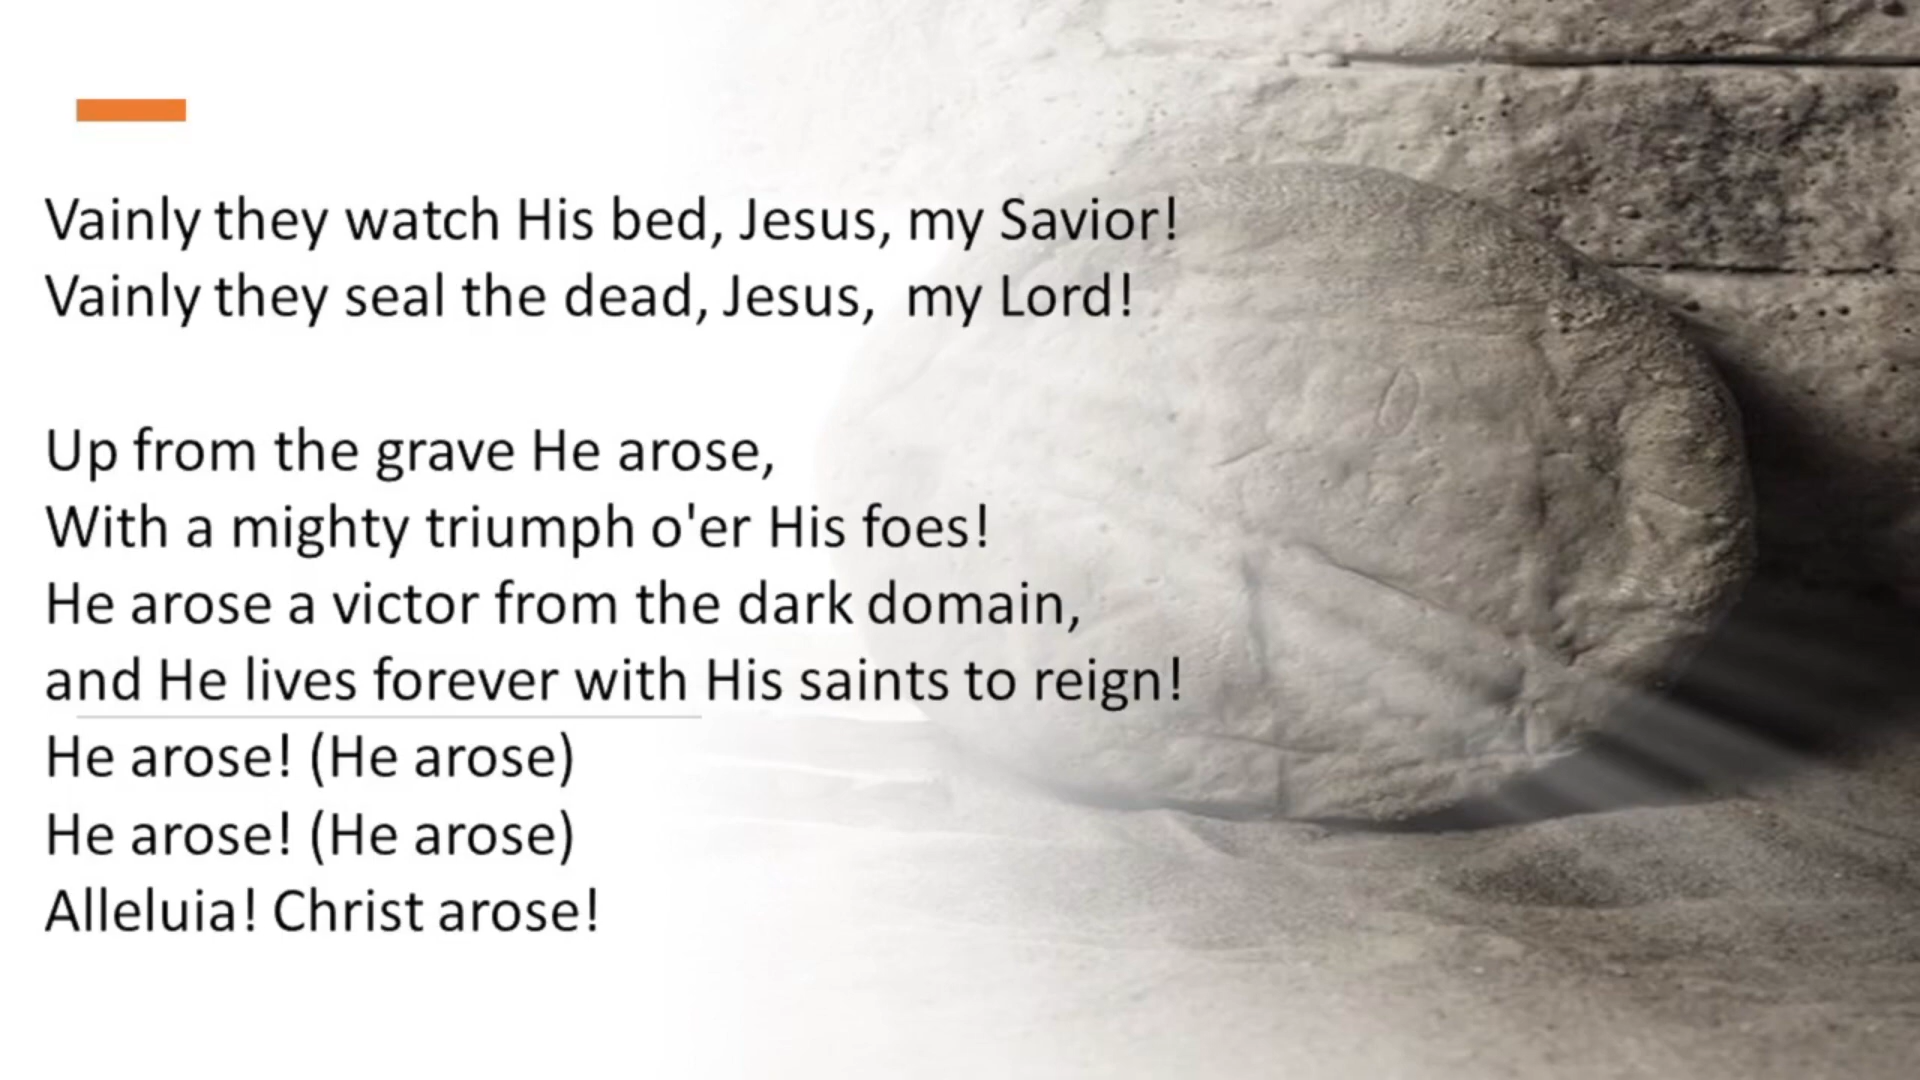 Vainly they watch His bed, Jesus, my Savior!
Vainly they seal the dead, Jesus,  my Lord!
Up from the grave He arose,
With a mighty triumph o'er His foes!
He arose a victor from the dark domain,
and He lives forever with His saints to reign!
He arose! (He arose)
He arose! (He arose)
Alleluia! Christ arose!